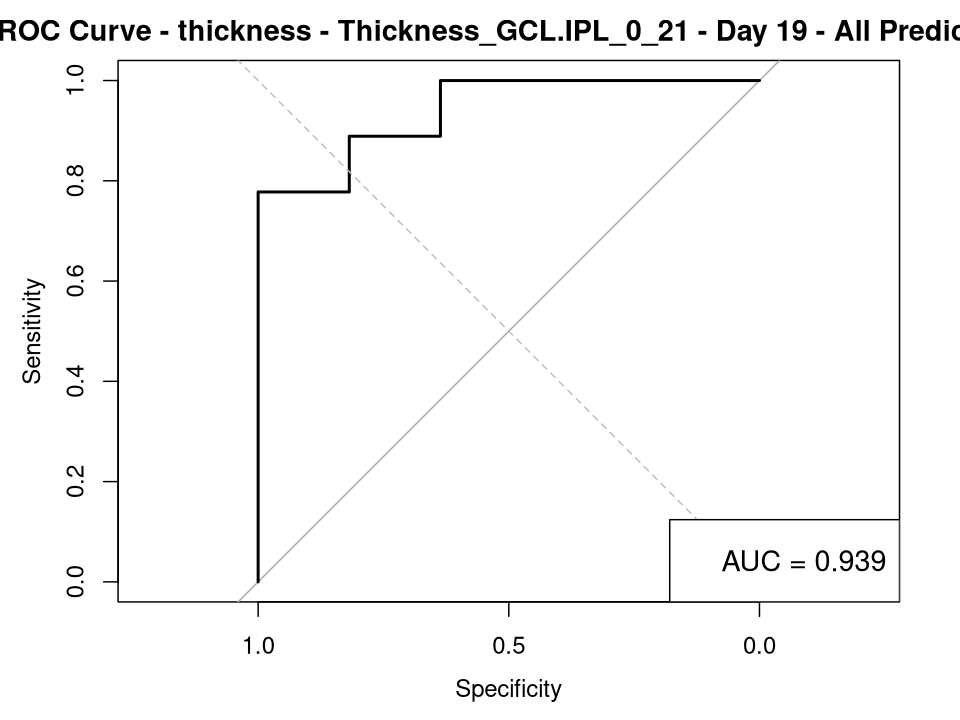 ROC Curve - thickness - Thickness_GCL.IPL_0_21 - Day 19 - All Predic
1.0
0.8
0.6
0.4
0.2
0.0
Sensitivity
AUC = 0.939
1.0 0.5 0.0
Specificity